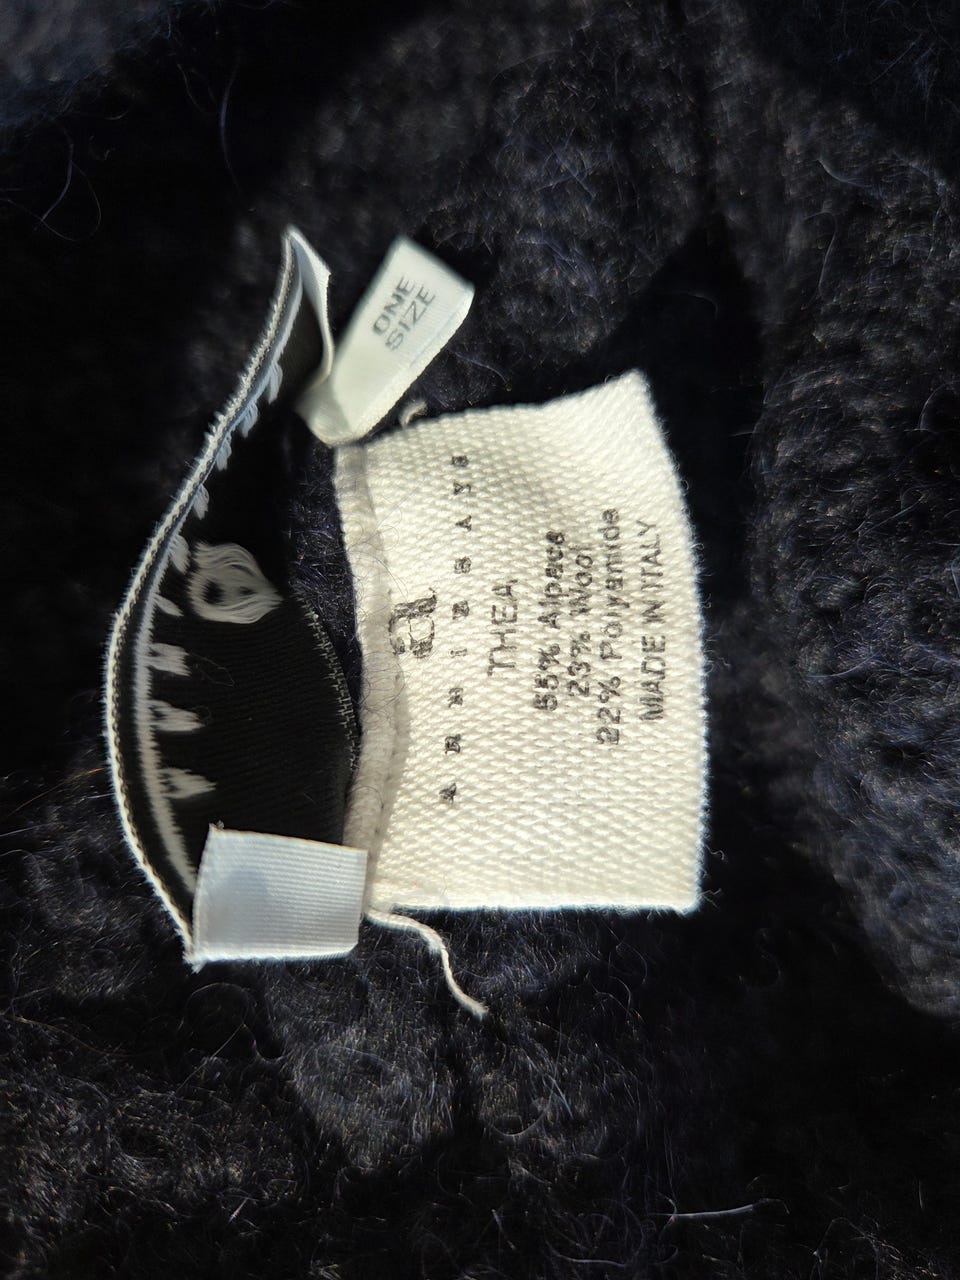 ONE
SIZE
THEA
55% Alpaca
23% Wool
22% Polyamide
MADE IN ITALY